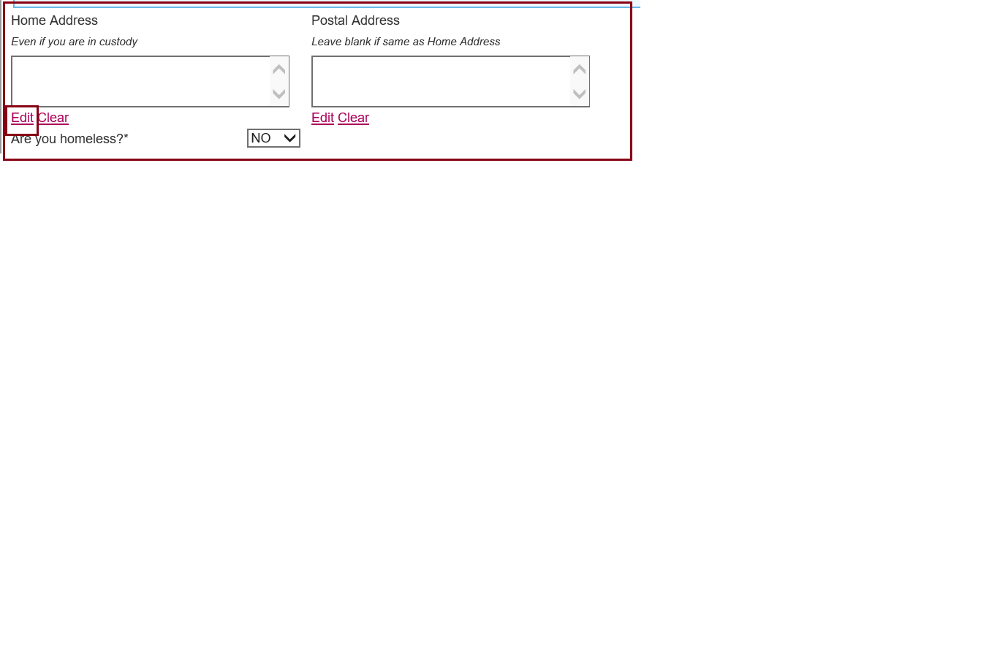 Home Address
Even if you are in custody
Edit Clear
Are you homeless?* NO
Postal Address
Leave blank if same as Home Address
Edit Clear